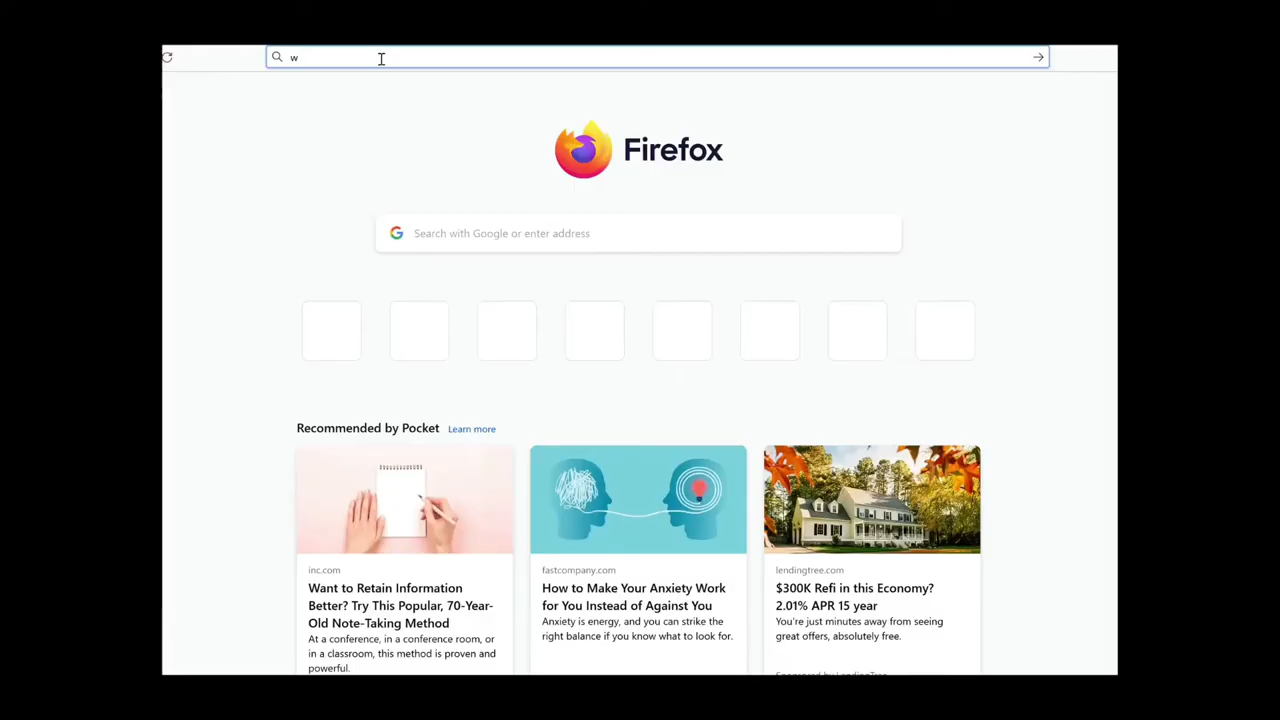 w
Firefox
Search with Google or enter address
Recommended by Pocket Learn more
inc.com
Want to Retain Information
Better? Try This Popular, 70-Year-
Old Note-Taking Method
At a conference, in a conference room, or
in a classroom, this method is proven and
powerful.
fastcompany.com
How to Make Your Anxiety Work
for You Instead of Against You
Anxiety is energy, and you can strike the
right balance if you know what to look for.
lendingtree.com
$300K Refi in this Economy?
2.01% APR 15 year
You're just minutes away from seeing
great offers, absolutely free.
Sponsored by LendingTree